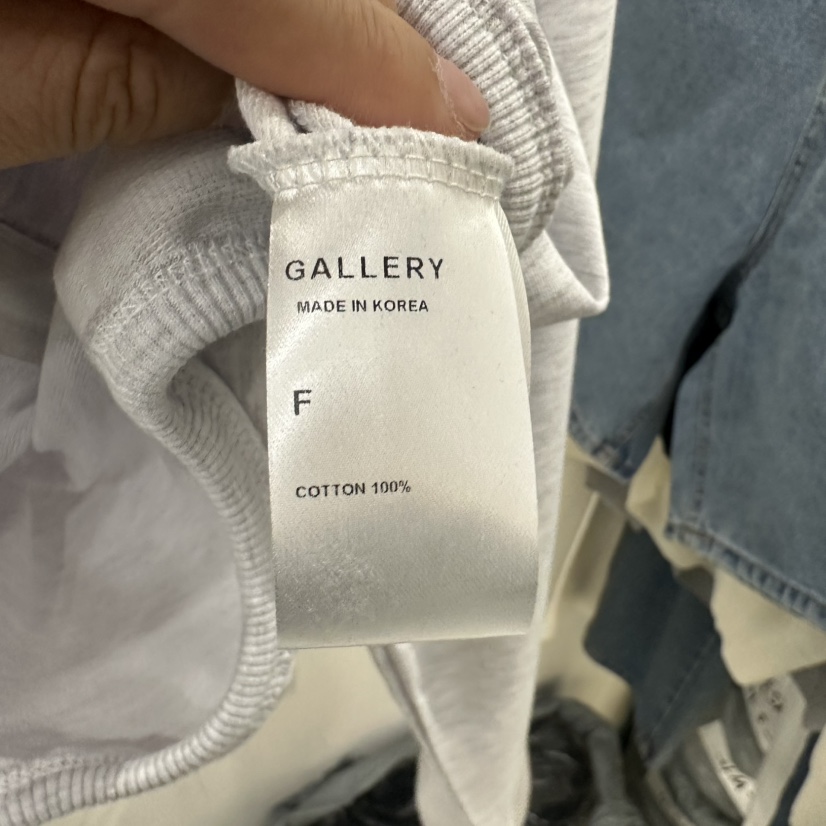 GALLERY
MADE IN KOREA
F
COTTON 100%